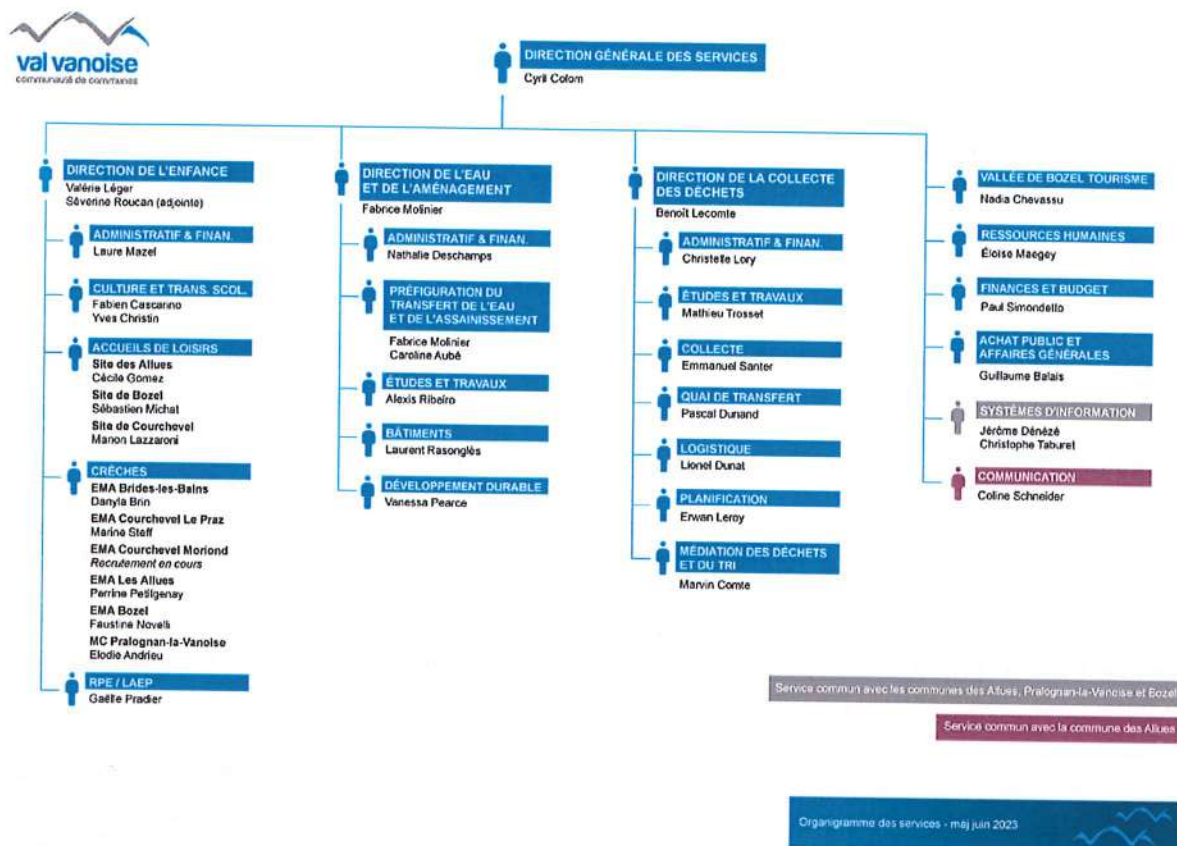 val vanoise
communauté de communes
DIRECTION GÉNÉRALE DES SERVICES
Cyril Colom
DIRECTION DE L'ENFANCE
Valérie Léger
Séverine Roucan (adjointe)
ADMINISTRATIF & FINAN.
Laure Mazel
CULTURE ET TRANS. SCOL.
Fabien Cascarino
Yves Christin
ACCUEILS DE LOISIRS
Site des Allues
Cécile Gomez
Site de Bozel
Sébastien Michat
Site de Courchevel
Manon Lazzaroni
CRÈCHES
EMA Brides-les-Bains
Danyla Brin
EMA Courchevel Le Praz
Marine Steff
EMA Courchevel Moriond
Recrutement en cours
EMA Les Allues
Perrine Petilgenay
EMA Bozel
Faustine Novelli
MC Pralognan-la-Vanoise
Elodie Andrieu
RPE / LAEP
Gaëlle Pradier
DIRECTION DE L'EAU
ET DE L'AMÉNAGEMENT
Fabrice Molinier
ADMINISTRATIF & FINAN.
Nathalie Deschamps
PRÉFIGURATION DU
TRANSFERT DE L'EAU
ET DE L'ASSAINISSEMENT
Fabrice Molinier
Caroline Aubé
ÉTUDES ET TRAVAUX
Alexis Ribeiro
BÂTIMENTS
Laurent Rasonglès
DÉVELOPPEMENT DURABLE
Vanessa Pearce
DIRECTION DE LA COLLECTE
DES DÉCHETS
Benoît Lecomte
ADMINISTRATIF & FINAN.
Christelle Lory
ÉTUDES ET TRAVAUX
Mathieu Trosset
COLLECTE
Emmanuel Santer
QUAI DE TRANSFERT
Pascal Dunand
LOGISTIQUE
Lionel Dunat
PLANIFICATION
Erwan Leroy
MÉDIATION DES DÉCHETS
ET DU TRI
Marvin Comte
VALLÉE DE BOZEL TOURISME
Nadia Chevassu
RESSOURCES HUMAINES
Éloïse Maegey
FINANCES ET BUDGET
Paul Simondello
ACHAT PUBLIC ET
AFFAIRES GÉNÉRALES
Guillaume Balais
SYSTÈMES D'INFORMATION
Jérôme Dénézé
Christophe Taburet
COMMUNICATION
Coline Schneider
Service commun avec les communes des Allues, Pralognan-la-Vanoise et Bozel
Service commun avec la commune des Allues
Organigramme des services - maj juin 2023